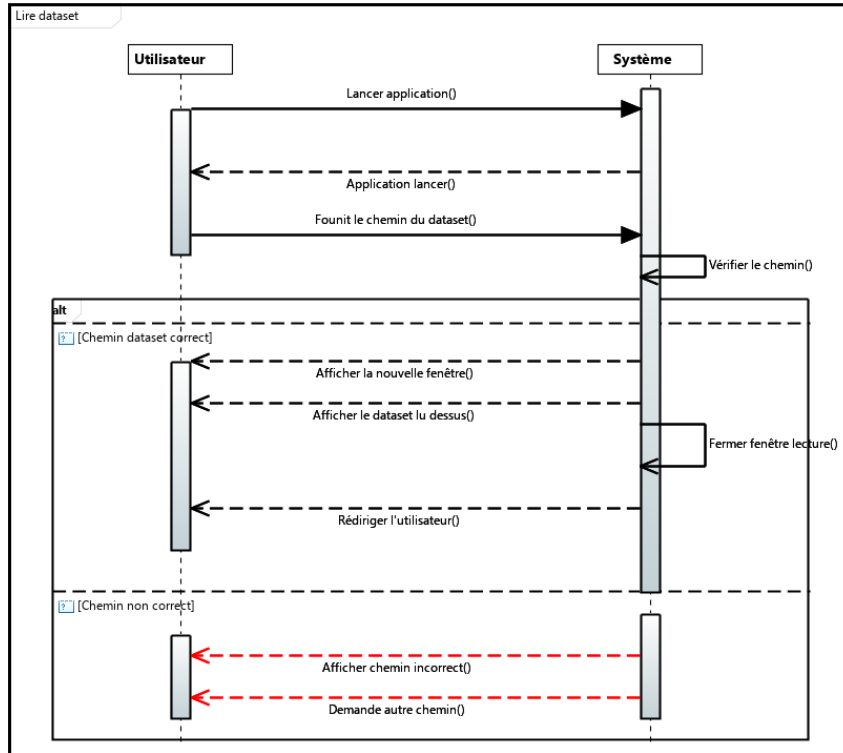 Lire dataset
Utilisateur
Système
Lancer application()
Application lancer()
Founit le chemin du dataset()
Vérifier le chemin()
alt
[Chemin dataset correct]
Afficher la nouvelle fenêtre()
Afficher le dataset lu dessus()
Fermer fenêtre lecture()
Rédiriger l'utilisateur()
[Chemin non correct]
Afficher chemin incorrect()
Demande autre chemin()